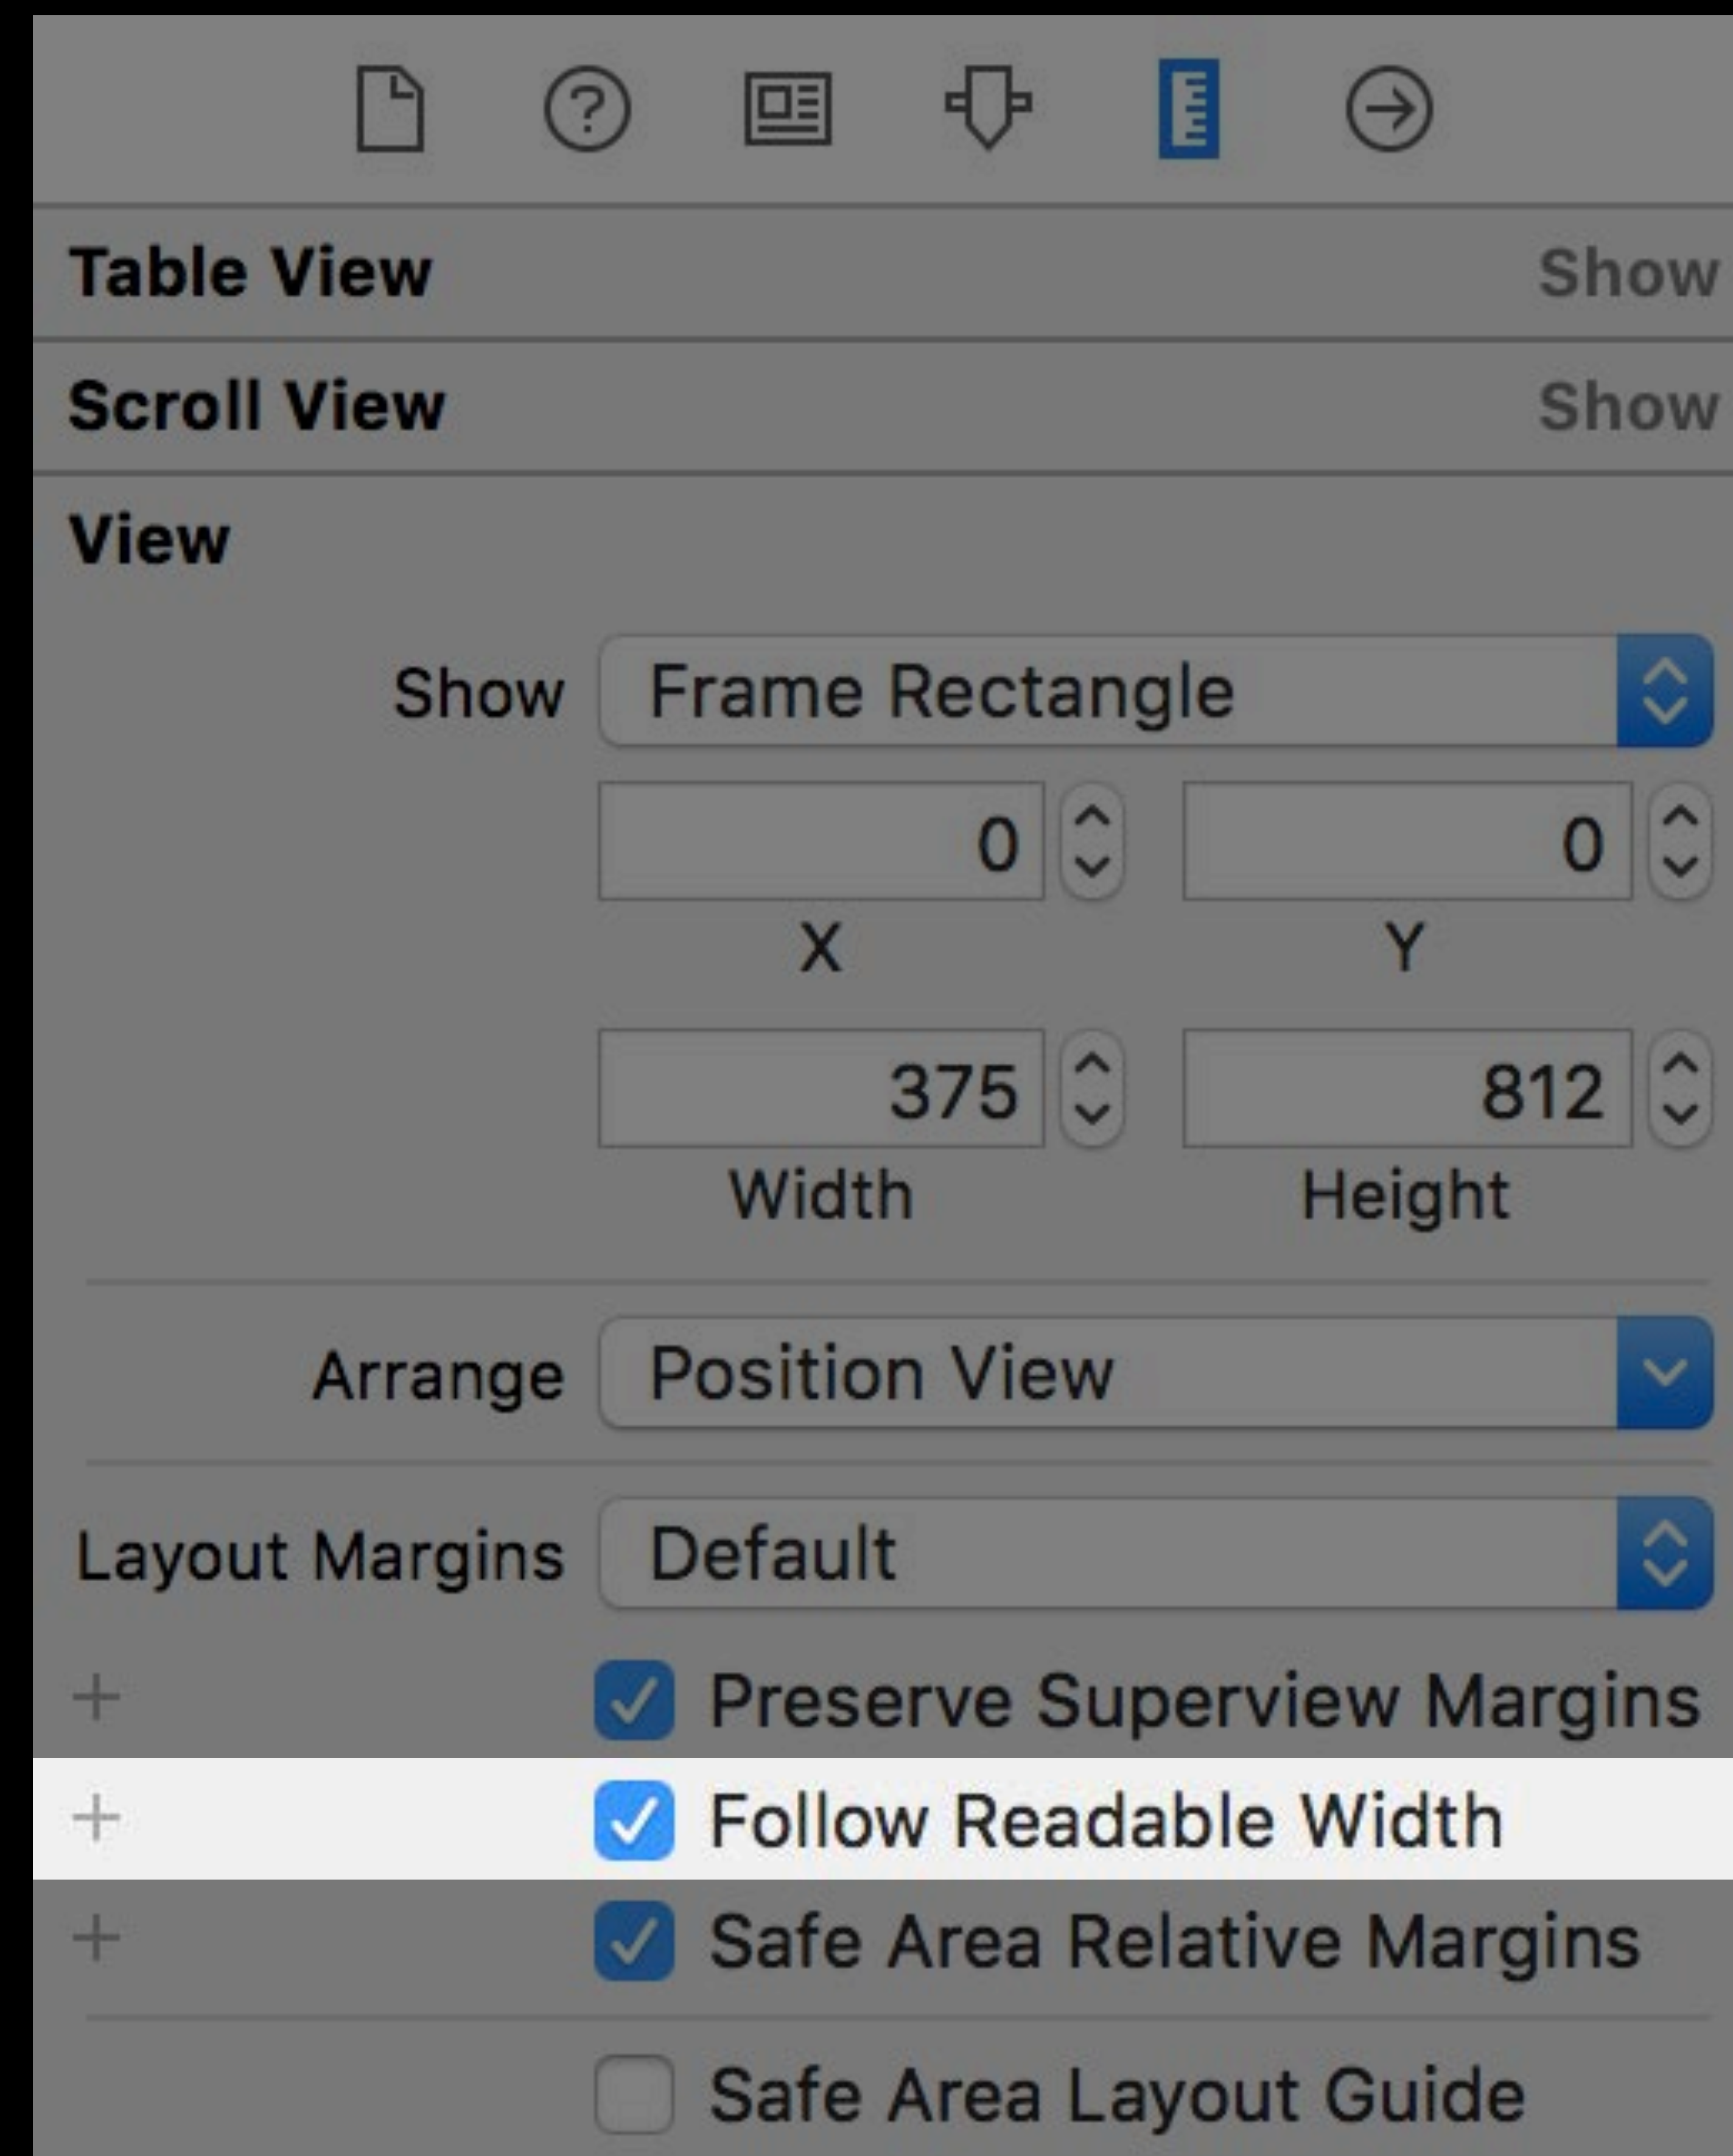 Table View Show
Scroll View Show
View
Show Frame Rectangle
0 0
X Y
375 812
Width Height
Arrange Position View
Layout Margins Default
Preserve Superview Margins
Follow Readable Width
Safe Area Relative Margins
Safe Area Layout Guide